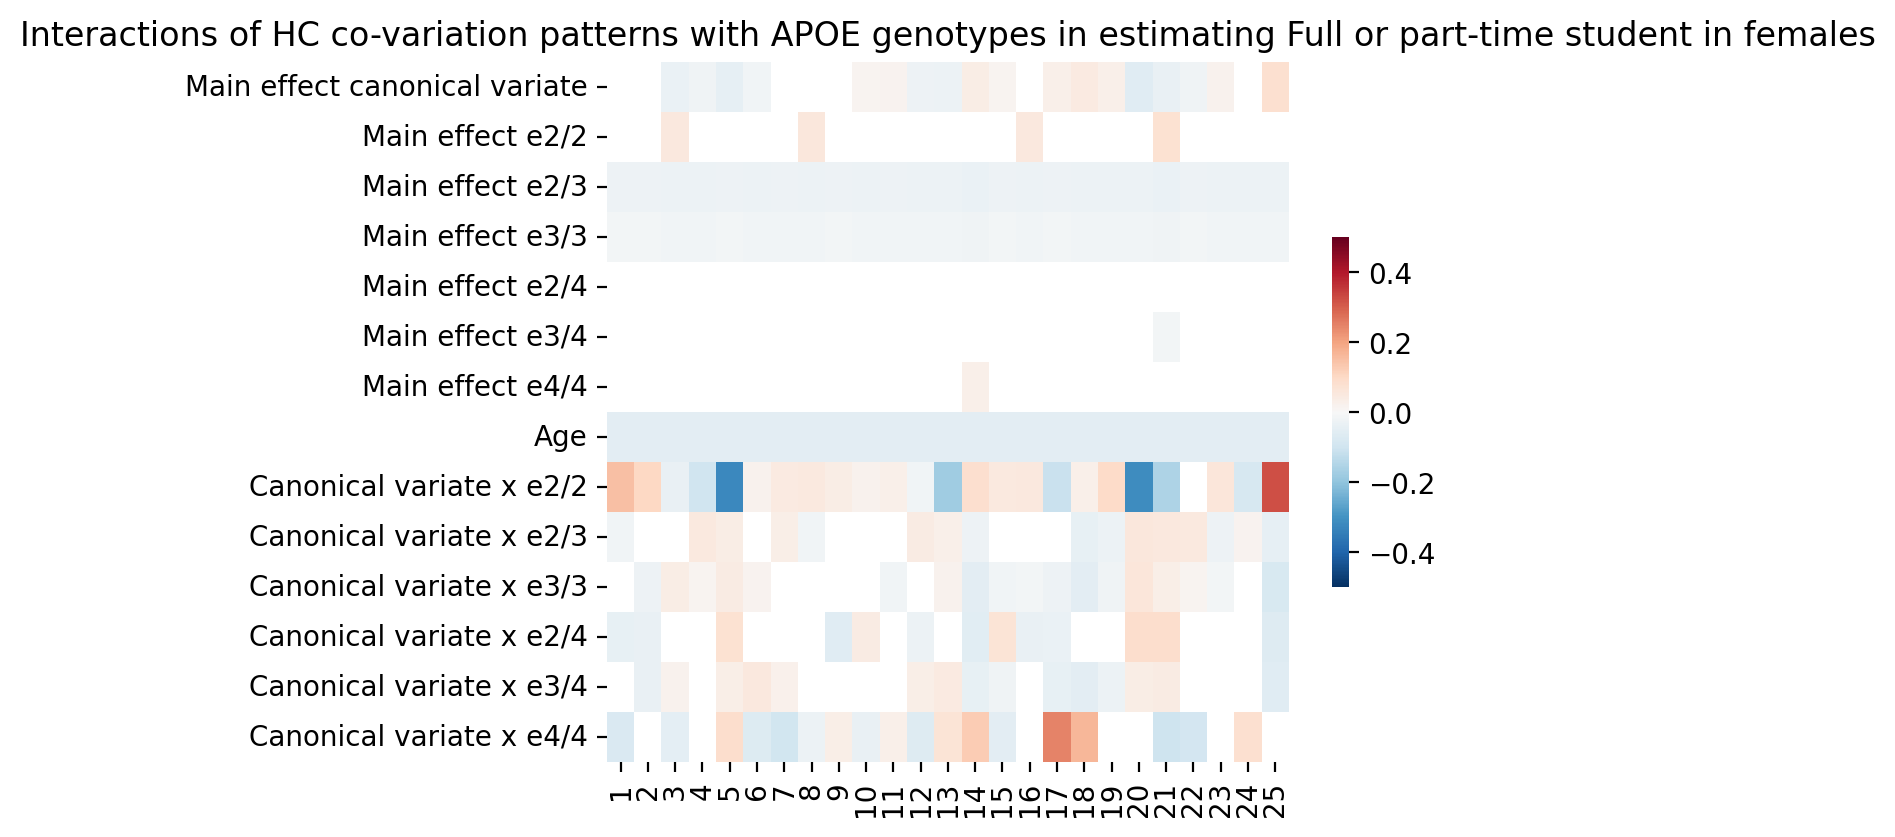 Interactions of HC co-variation patterns with APOE genotypes in estimating Full or part-time student in females
Main effect canonical variate
Main effect e2/2
Main effect e2/3
Main effect e3/3
Main effect e2/4
Main effect e3/4
Main effect e4/4
Age
Canonical variate x e2/2
Canonical variate x e2/3
Canonical variate x e3/3
Canonical variate x e2/4
Canonical variate x e3/4
Canonical variate x e4/4
1 2 3 4 5 6 7 8 9 10 11 12 13 14 15 16 17 18 19 20 21 22 23 24 25
0.4
0.2
0.0
−0.2
−0.4